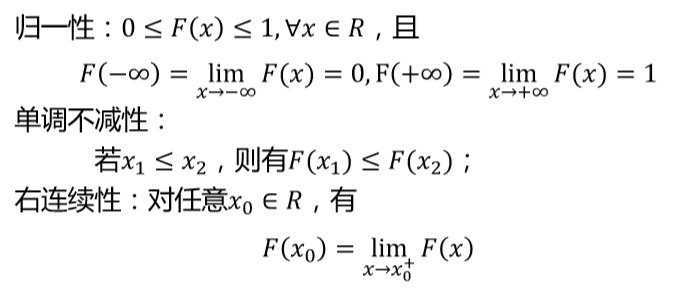 归一性：0 ≤ F(x) ≤ 1, ∀x ∈ R，且
F(−∞) = lim_{x→−∞} F(x) = 0, F(+∞) = lim_{x→+∞} F(x) = 1
单调不减性：
若x₁ ≤ x₂，则有F(x₁) ≤ F(x₂)；
右连续性：对任意x₀ ∈ R，有
F(x₀) = lim_{x→x₀⁺} F(x)